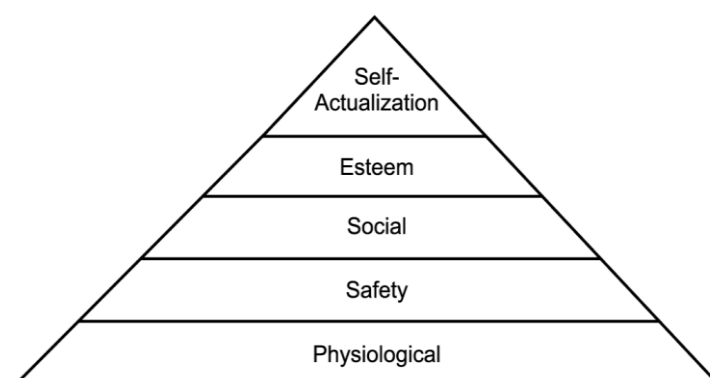 Self-
Actualization
Esteem
Social
Safety
Physiological